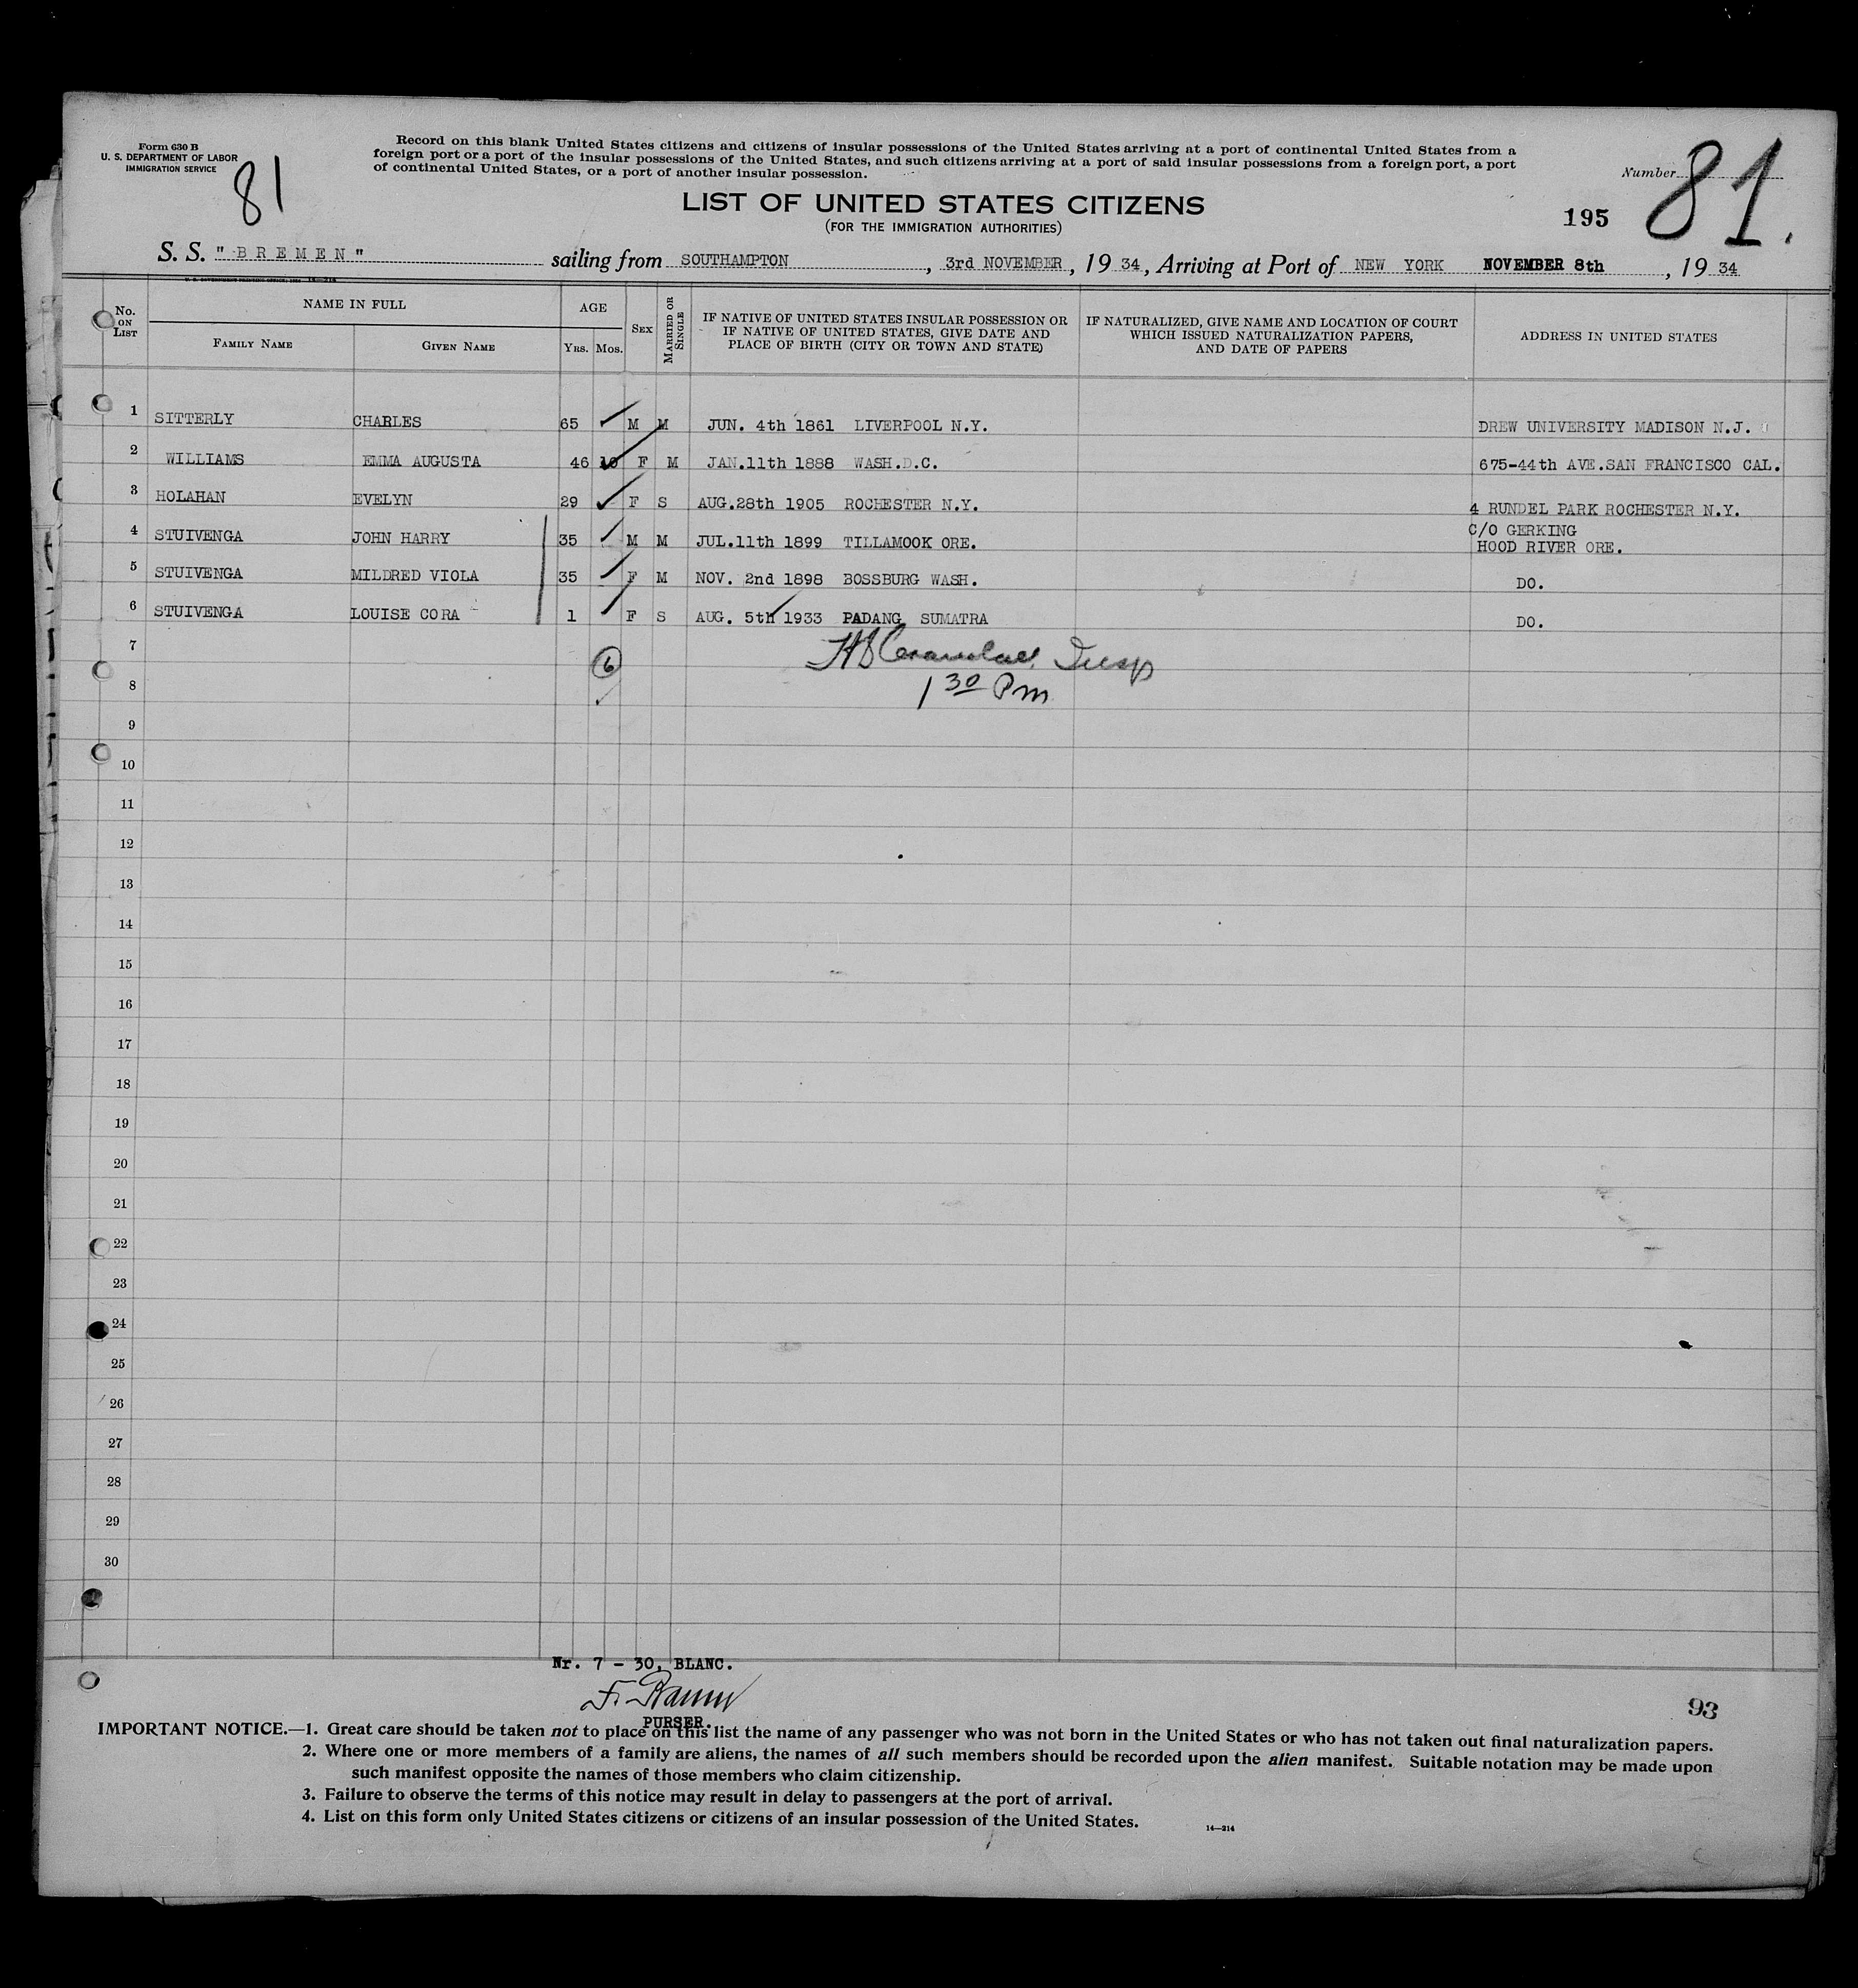 Form 630 B
U. S. DEPARTMENT OF LABOR
IMMIGRATION SERVICE
81
Record on this blank United States citizens and citizens of insular possessions of the United States arriving at a port of continental United States from a
foreign port or a port of the insular possessions of the United States, and such citizens arriving at a port of said insular possessions from a foreign port, a port
of continental United States, or a port of another insular possession.
Number 81.
LIST OF UNITED STATES CITIZENS
(FOR THE IMMIGRATION AUTHORITIES)
195
S. S. "BREMEN" sailing from SOUTHAMPTON, 3rd NOVEMBER, 19 34, Arriving at Port of NEW YORK NOVEMBER 8th, 19 34
No. ON LIST
NAME IN FULL
FAMILY NAME
GIVEN NAME
AGE
YRS. MOS.
SEX
MARRIED OR SINGLE
IF NATIVE OF UNITED STATES INSULAR POSSESSION OR
IF NATIVE OF UNITED STATES, GIVE DATE AND
PLACE OF BIRTH (CITY OR TOWN AND STATE)
IF NATURALIZED, GIVE NAME AND LOCATION OF COURT
WHICH ISSUED NATURALIZATION PAPERS,
AND DATE OF PAPERS
ADDRESS IN UNITED STATES
1 SITTERLY CHARLES 65 M M JUN. 4th 1861 LIVERPOOL N.Y. DREW UNIVERSITY MADISON N.J.
2 WILLIAMS EMMA AUGUSTA 46 10 F M JAN.11th 1888 WASH.D.C. 675-44th AVE.SAN FRANCISCO CAL.
3 HOLAHAN EVELYN 29 F S AUG.28th 1905 ROCHESTER N.Y. 4 RUNDEL PARK ROCHESTER N.Y.
4 STUIVENGA JOHN HARRY 35 M M JUL.11th 1899 TILLAMOOK ORE. C/O GERKING
HOOD RIVER ORE.
5 STUIVENGA MILDRED VIOLA 35 F M NOV. 2nd 1898 BOSSBURG WASH. DO.
6 STUIVENGA LOUISE CORA 1 F S AUG. 5th 1933 PADANG SUMATRA DO.
7
6
Insp
8
1 30 Pm
9
10
11
12
13
14
15
16
17
18
19
20
21
22
23
24
25
26
27
28
29
30
Nr. 7 - 30, BLANC.
PURSER.
93
IMPORTANT NOTICE.—1. Great care should be taken not to place on this list the name of any passenger who was not born in the United States or who has not taken out final naturalization papers.
2. Where one or more members of a family are aliens, the names of all such members should be recorded upon the alien manifest. Suitable notation may be made upon
such manifest opposite the names of those members who claim citizenship.
3. Failure to observe the terms of this notice may result in delay to passengers at the port of arrival.
4. List on this form only United States citizens or citizens of an insular possession of the United States.
14—214